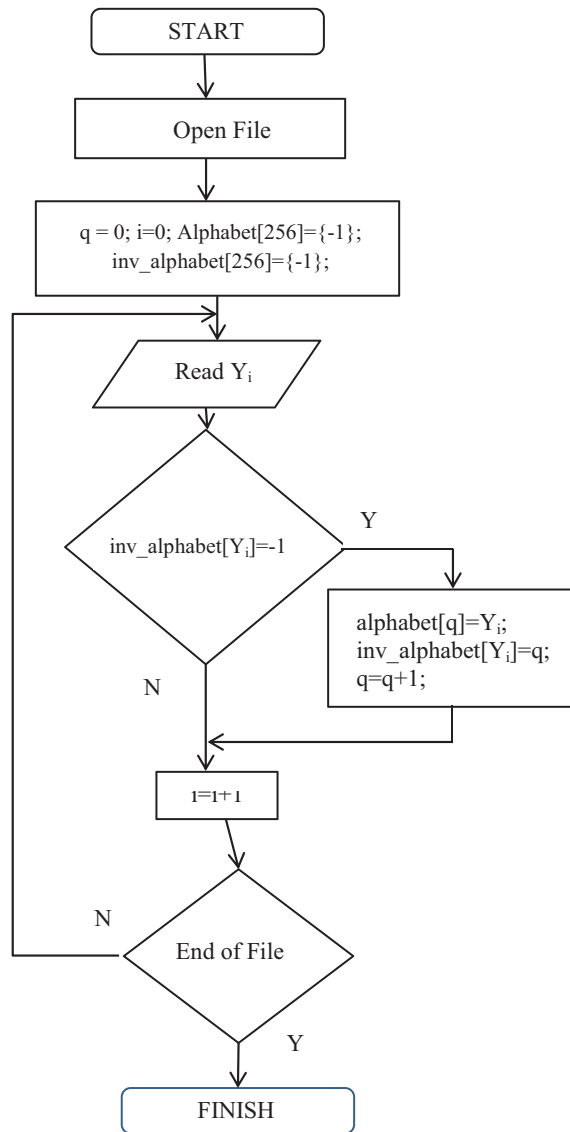 START
Open File
q = 0; i=0; Alphabet[256]={-1};
inv_alphabet[256]={-1};
Read Yᵢ
inv_alphabet[Yᵢ]=-1
Y
alphabet[q]=Yᵢ;
inv_alphabet[Yᵢ]=q;
q=q+1;
N
i=i+1
N
End of File
Y
FINISH